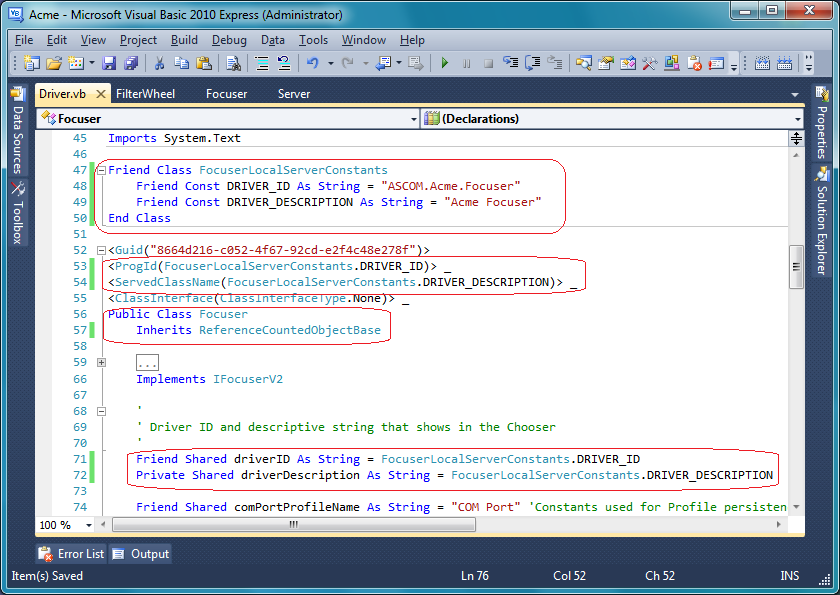 Acme - Microsoft Visual Basic 2010 Express (Administrator)
File Edit View Project Build Debug Data Tools Window Help
Driver.vb FilterWheel Focuser Server
Focuser (Declarations)
Data Sources
Toolbox
Properties
Solution Explorer
45 Imports System.Text
46
47 Friend Class FocuserLocalServerConstants
48 Friend Const DRIVER_ID As String = "ASCOM.Acme.Focuser"
49 Friend Const DRIVER_DESCRIPTION As String = "Acme Focuser"
50 End Class
51
52 <Guid("8664d216-c052-4f67-92cd-e2f4c48e278f")>
53 <ProgId(FocuserLocalServerConstants.DRIVER_ID)> _
54 <ServedClassName(FocuserLocalServerConstants.DRIVER_DESCRIPTION)> _
55 <ClassInterface(ClassInterfaceType.None)> _
56 Public Class Focuser
57 Inherits ReferenceCountedObjectBase
58
59 ...
66 Implements IFocuserV2
67
68 '
69 ' Driver ID and descriptive string that shows in the Chooser
70 '
71 Friend Shared driverID As String = FocuserLocalServerConstants.DRIVER_ID
72 Private Shared driverDescription As String = FocuserLocalServerConstants.DRIVER_DESCRIPTION
73
74 Friend Shared comPortProfileName As String = "COM Port" 'Constants used for Profile persisten
100 %
Error List Output
Item(s) Saved Ln 76 Col 52 Ch 52 INS